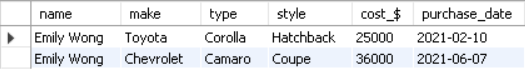 name make type style cost_$ purchase_date
Emily Wong Toyota Corolla Hatchback 25000 2021-02-10
Emily Wong Chevrolet Camaro Coupe 36000 2021-06-07